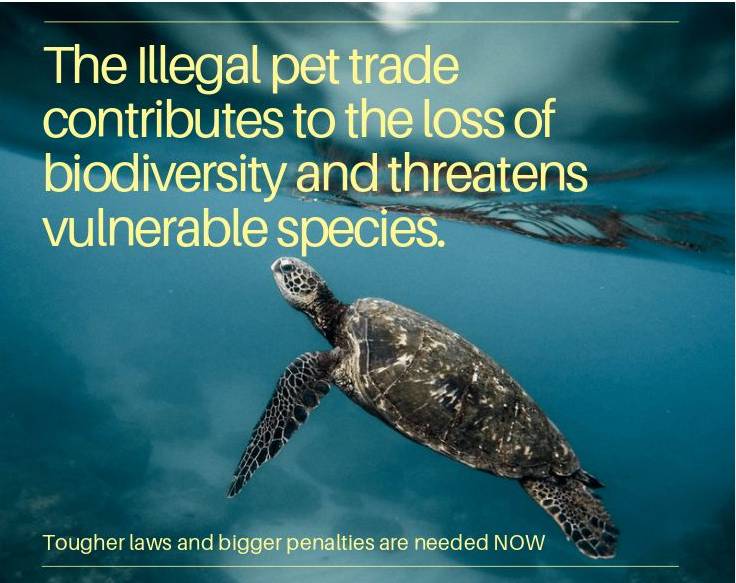 The Illegal pet trade
contributes to the loss of
biodiversity and threatens
vulnerable species.
Tougher laws and bigger penalties are needed NOW